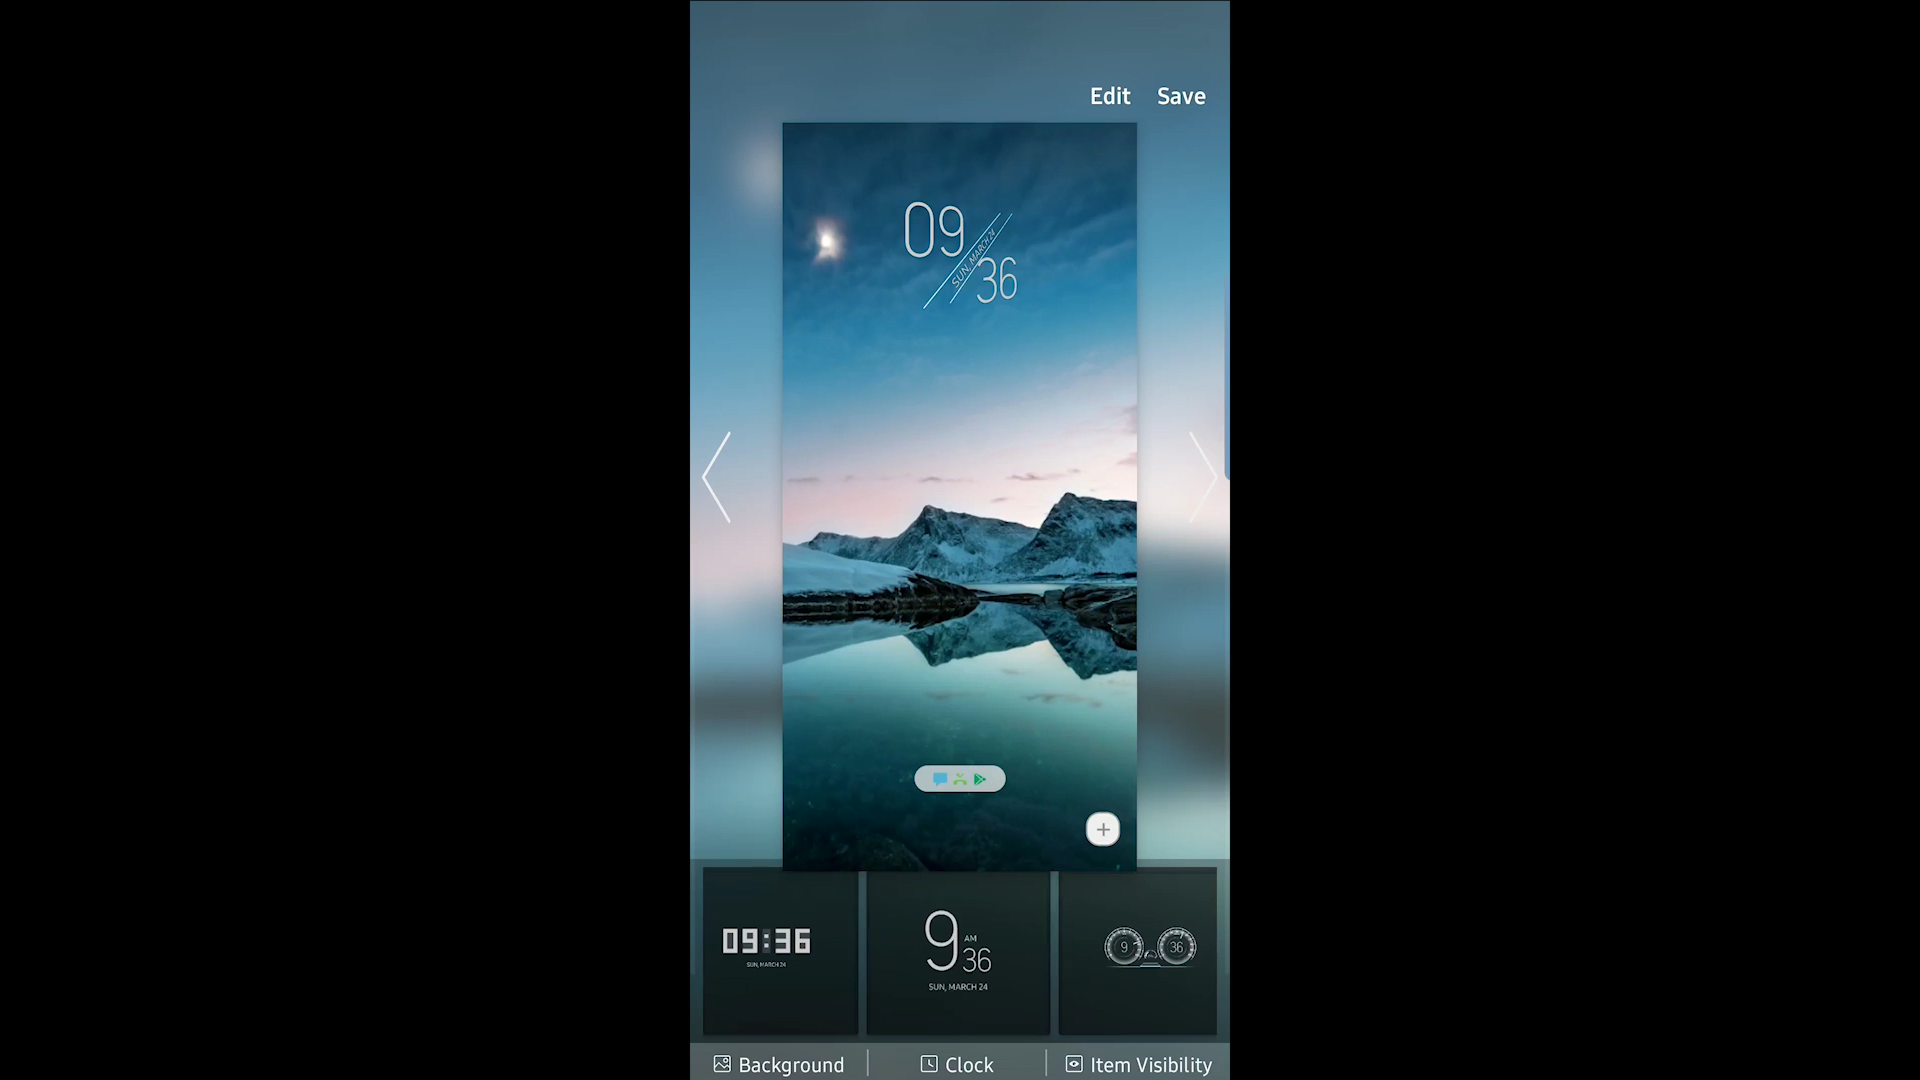 Edit Save
09
SUN, MARCH 24
36
09:36
SUN, MARCH 24
9
AM
36
SUN, MARCH 24
9
36
Background
Clock
Item Visibility